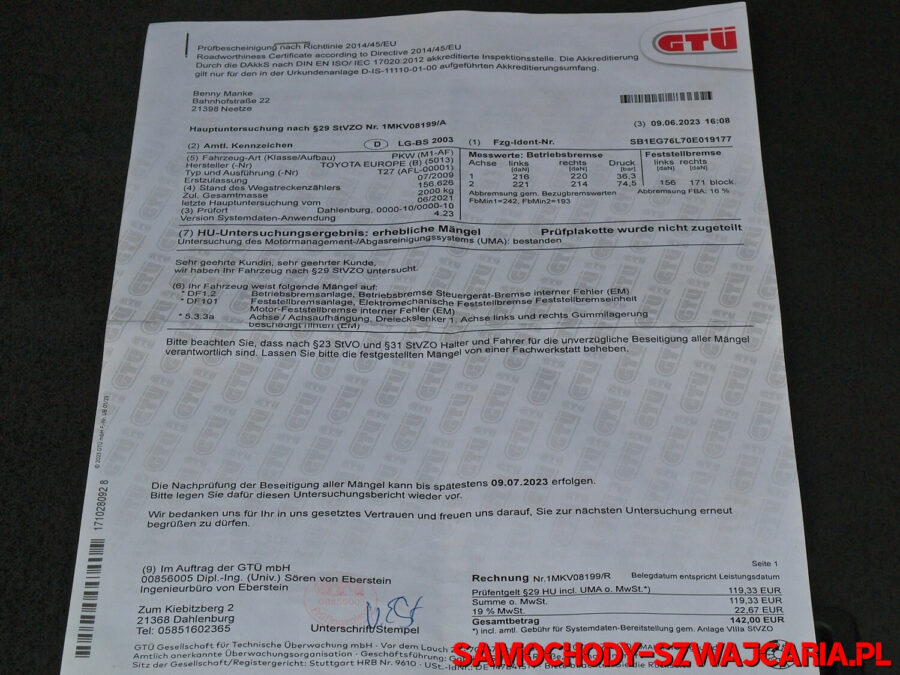 GTÜ
Prüfbescheinigung nach Richtlinie 2014/45/EU
Roadworthiness Certificate according to Directive 2014/45/EU
Durch die DAkkS nach DIN EN ISO/ IEC 17020:2012 akkreditierte Inspektionsstelle. Die Akkreditierung
gilt nur für den in der Urkundenanlage D-IS-11110-01-00 aufgeführten Akkreditierungsumfang.
Benny Manke
Bahnhofstraße 22
21398 Neetze
Hauptuntersuchung nach §29 StVZO Nr. 1MKV08199/A (3) 09.06.2023 16:08
(2) Amtl. Kennzeichen D LG-BS 2003 (1) Fzg-Ident-Nr. SB1EG76L70E019177
(5) Fahrzeug-Art (Klasse/Aufbau) PKW (M1-AF)
Hersteller (-Nr) TOYOTA EUROPE (B) (5013)
Typ und Ausführung (-Nr) T27 (AFL-00001)
Erstzulassung 07/2009
(4) Stand des Wegstreckenzählers 156.626
Zul. Gesamtmasse 2000 kg
letzte Hauptuntersuchung vom 06/2021
(3) Prüfort Dahlenburg, 0000-10/0000-10
Version Systemdaten-Anwendung 4.23
Messwerte: Betriebsbremse Feststellbremse
Achse links rechts Druck links rechts
[daN] [daN] [bar] [daN] [daN]
1 216 220 36,3
2 221 214 74,5 156 171 block.
Abbremsung gem. Bezugbremswerten Abbremsung FBA: 16 %
FbMin1=242, FbMin2=193
(7) HU-Untersuchungsergebnis: erhebliche Mängel Prüfplakette wurde nicht zugeteilt
Untersuchung des Motormanagement-/Abgasreinigungssystems (UMA): bestanden
Sehr geehrte Kundin, sehr geehrter Kunde,
wir haben Ihr Fahrzeug nach §29 StVZO untersucht.
(6) Ihr Fahrzeug weist folgende Mängel auf:
* DF1.2 Betriebsbremsanlage, Betriebsbremse Steuergerät-Bremse interner Fehler (EM)
* DF101 Feststellbremsanlage, Elektromechanische Feststellbremse Feststellbremseinheit
Motor-Feststellbremse interner Fehler (EM)
* 5.3.3a Achse / Achsaufhängung, Dreieckslenker 1. Achse links und rechts Gummilagerung
beschädigt (EM)
Bitte beachten Sie, dass nach §23 StVO und §31 StVZO Halter und Fahrer für die unverzügliche Beseitigung aller Mängel
verantwortlich sind. Lassen Sie bitte die festgestellten Mängel von einer Fachwerkstatt beheben.
Die Nachprüfung der Beseitigung aller Mängel kann bis spätestens 09.07.2023 erfolgen.
Bitte legen Sie dafür diesen Untersuchungsbericht wieder vor.
Wir bedanken uns für Ihr in uns gesetztes Vertrauen und freuen uns darauf, Sie zur nächsten Untersuchung erneut
begrüßen zu dürfen.
171028092 8
Seite 1
(9) Im Auftrag der GTÜ
00856005 Dipl.-Ing. (Univ.) Sören von Eberstein
Ingenieurbüro von Eberstein
Zum Kiebitzberg 2
21368 Dahlenburg
Tel: 05851602365
Unterschrift/Stempel
Rechnung Nr.1MKV08199/R Belegdatum entspricht Leistungsdatum
Prüfentgelt §29 HU incl. UMA o. MwSt.*) 119,33 EUR
Summe o. MwSt. 119,33 EUR
19 % MwSt. 22,67 EUR
Gesamtbetrag 142,00 EUR
*) incl. amtl. Gebühr für Systemdaten-Bereitstellung gem. Anlage VIIIa StVZO
GTÜ Gesellschaft für Technische Überwachung mbH · Vor dem Lauch
Amtlich anerkannte Überwachungsorganisation · Geschäftsführung:
Sitz der Gesellschaft/Registergericht: Stuttgart HRB Nr. 9610 · USt.-
SAMOCHODY-SZWAJCARIA.PL